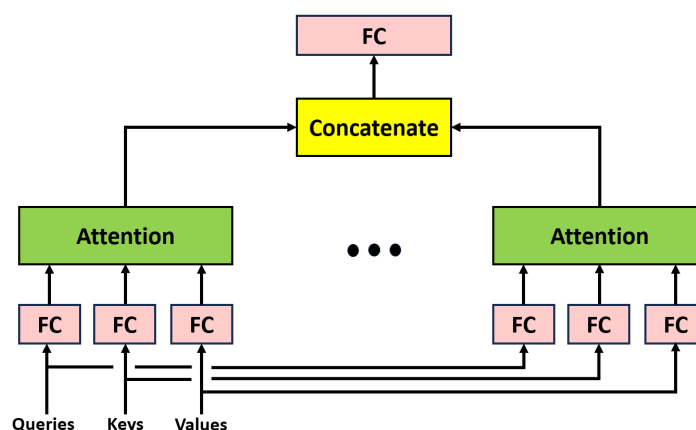 FC
Concatenate
Attention
Attention
FC FC FC FC FC FC
Queries Keys Values